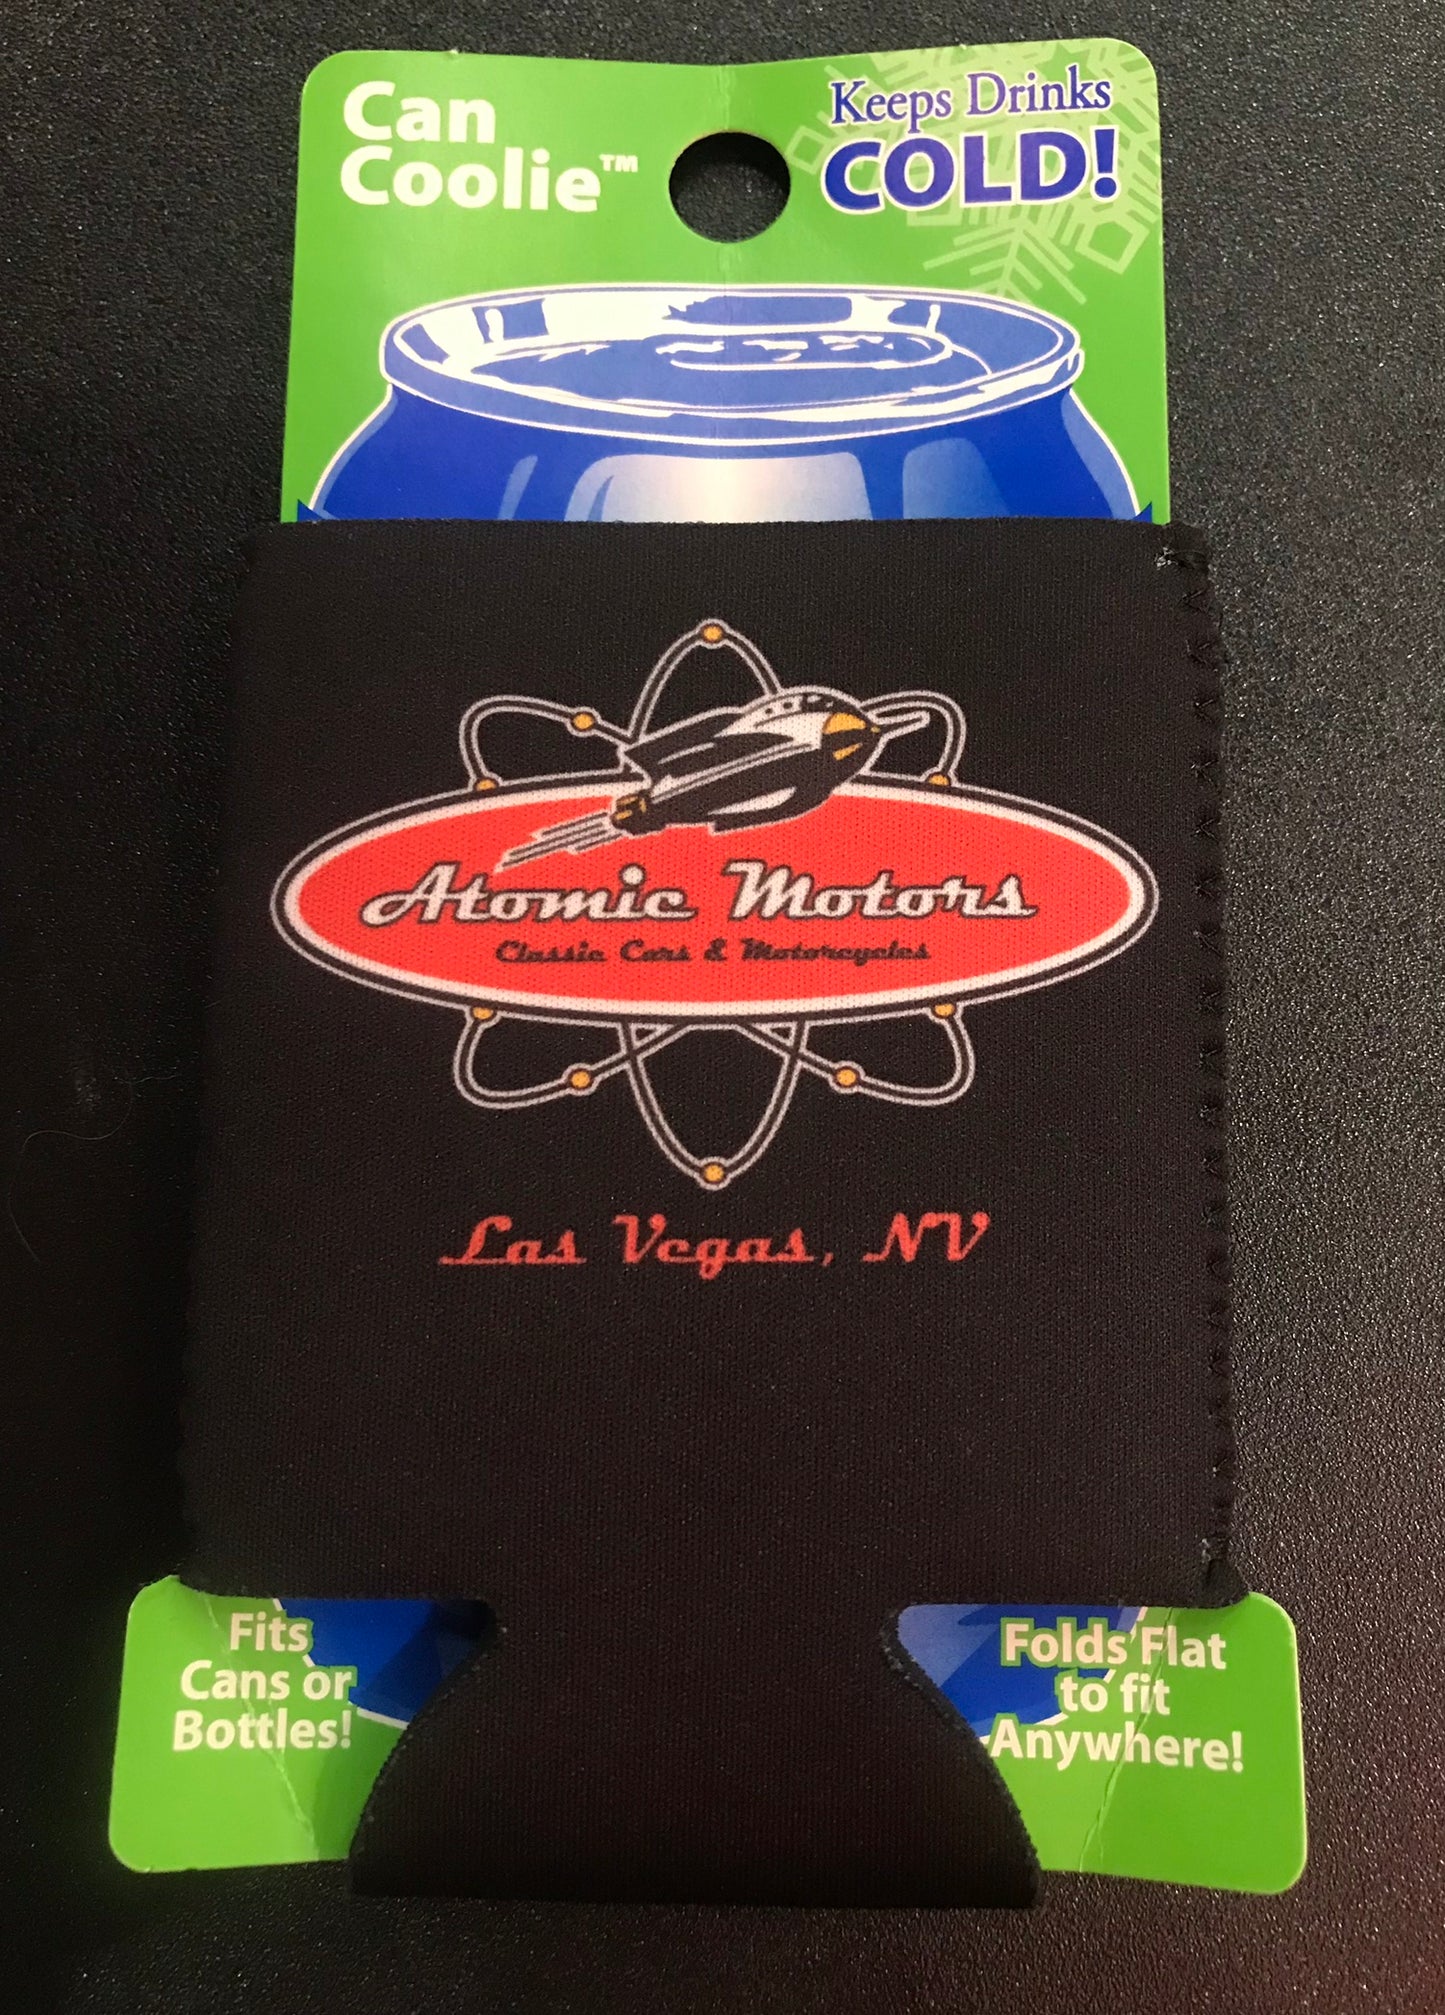 Can
Coolie™
Keeps Drinks
COLD!
Atomic Motors
Classic Cars & Motorcycles
Las Vegas, NV
Fits
Cans or
Bottles!
Folds Flat
to fit
Anywhere!